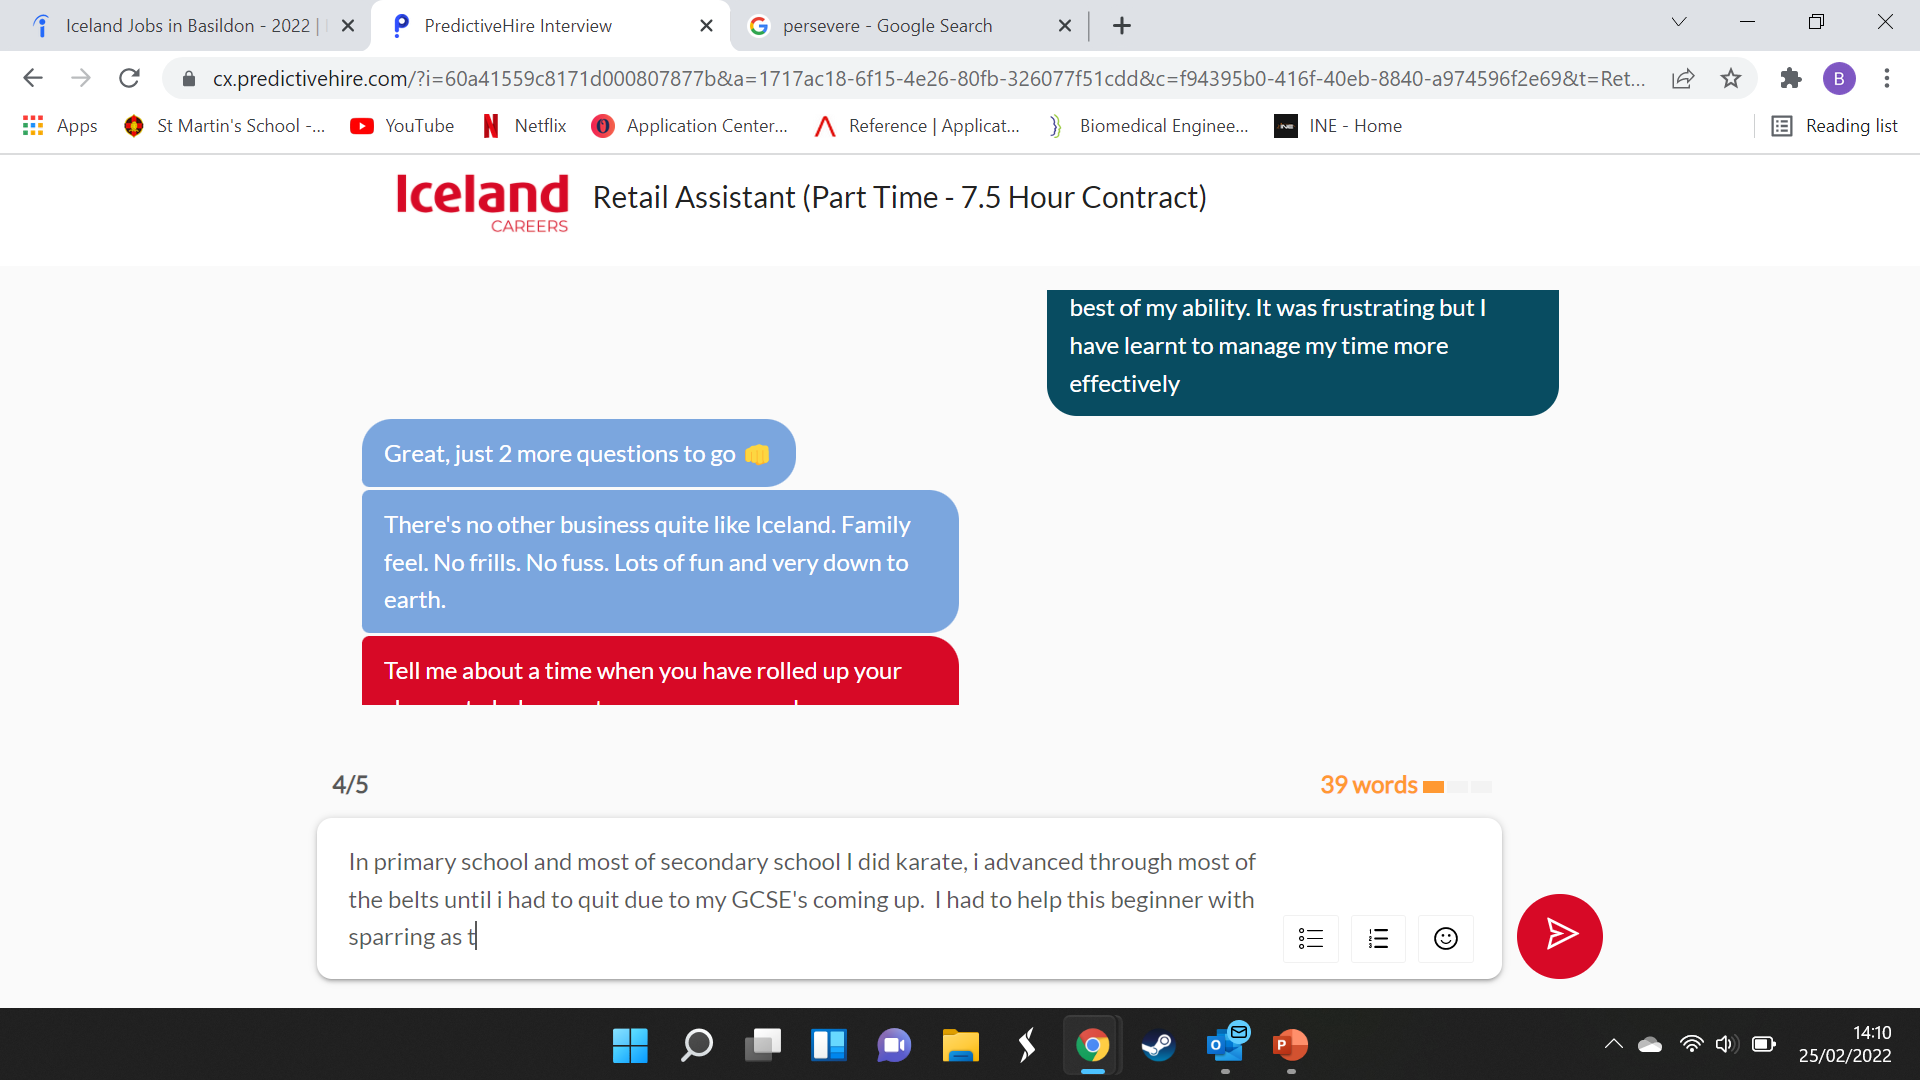 Iceland Jobs in Basildon - 2022 |
PredictiveHire Interview
persevere - Google Search
cx.predictivehire.com/?i=60a41559c8171d000807877b&a=1717ac18-6f15-4e26-80fb-326077f51cdd&c=f94395b0-416f-40eb-8840-a974596f2e69&t=Ret...
B
Apps
St Martin's School -...
YouTube
Netflix
Application Center...
Reference | Applicat...
Biomedical Enginee...
INE - Home
Reading list
Iceland
CAREERS
Retail Assistant (Part Time - 7.5 Hour Contract)
best of my ability. It was frustrating but I
have learnt to manage my time more
effectively
Great, just 2 more questions to go 👊
There's no other business quite like Iceland. Family
feel. No frills. No fuss. Lots of fun and very down to
earth.
Tell me about a time when you have rolled up your
4/5
39 words
In primary school and most of secondary school I did karate, i advanced through most of
the belts until i had to quit due to my GCSE's coming up.  I had to help this beginner with
sparring as t
14:10
25/02/2022